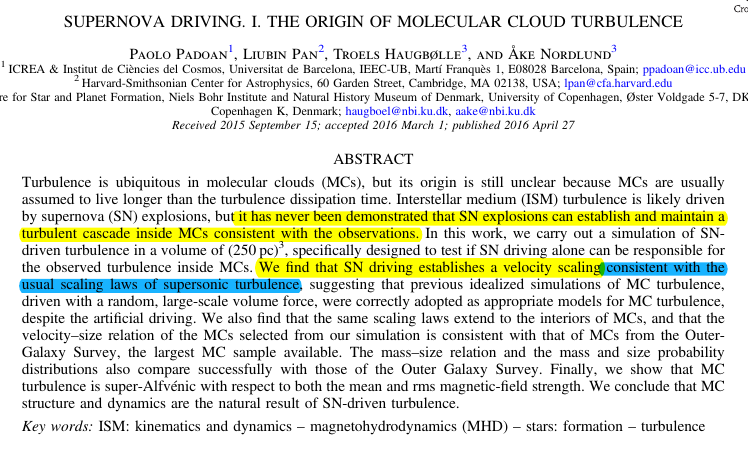 Cro
SUPERNOVA DRIVING. I. THE ORIGIN OF MOLECULAR CLOUD TURBULENCE
Paolo Padoan1, Liubin Pan2, Troels Haugbølle3, and Åke Nordlund3
1 ICREA & Institut de Ciències del Cosmos, Universitat de Barcelona, IEEC-UB, Martí Franquès 1, E08028 Barcelona, Spain; ppadoan@icc.ub.edu
2 Harvard-Smithsonian Center for Astrophysics, 60 Garden Street, Cambridge, MA 02138, USA; lpan@cfa.harvard.edu
re for Star and Planet Formation, Niels Bohr Institute and Natural History Museum of Denmark, University of Copenhagen, Øster Voldgade 5-7, DK
Copenhagen K, Denmark; haugboel@nbi.ku.dk, aake@nbi.ku.dk
Received 2015 September 15; accepted 2016 March 1; published 2016 April 27
ABSTRACT
Turbulence is ubiquitous in molecular clouds (MCs), but its origin is still unclear because MCs are usually
assumed to live longer than the turbulence dissipation time. Interstellar medium (ISM) turbulence is likely driven
by supernova (SN) explosions, but it has never been demonstrated that SN explosions can establish and maintain a
turbulent cascade inside MCs consistent with the observations. In this work, we carry out a simulation of SN-
driven turbulence in a volume of (250 pc)3, specifically designed to test if SN driving alone can be responsible for
the observed turbulence inside MCs. We find that SN driving establishes a velocity scaling consistent with the
usual scaling laws of supersonic turbulence, suggesting that previous idealized simulations of MC turbulence,
driven with a random, large-scale volume force, were correctly adopted as appropriate models for MC turbulence,
despite the artificial driving. We also find that the same scaling laws extend to the interiors of MCs, and that the
velocity–size relation of the MCs selected from our simulation is consistent with that of MCs from the Outer-
Galaxy Survey, the largest MC sample available. The mass–size relation and the mass and size probability
distributions also compare successfully with those of the Outer Galaxy Survey. Finally, we show that MC
turbulence is super-Alfvénic with respect to both the mean and rms magnetic-field strength. We conclude that MC
structure and dynamics are the natural result of SN-driven turbulence.
Key words: ISM: kinematics and dynamics – magnetohydrodynamics (MHD) – stars: formation – turbulence